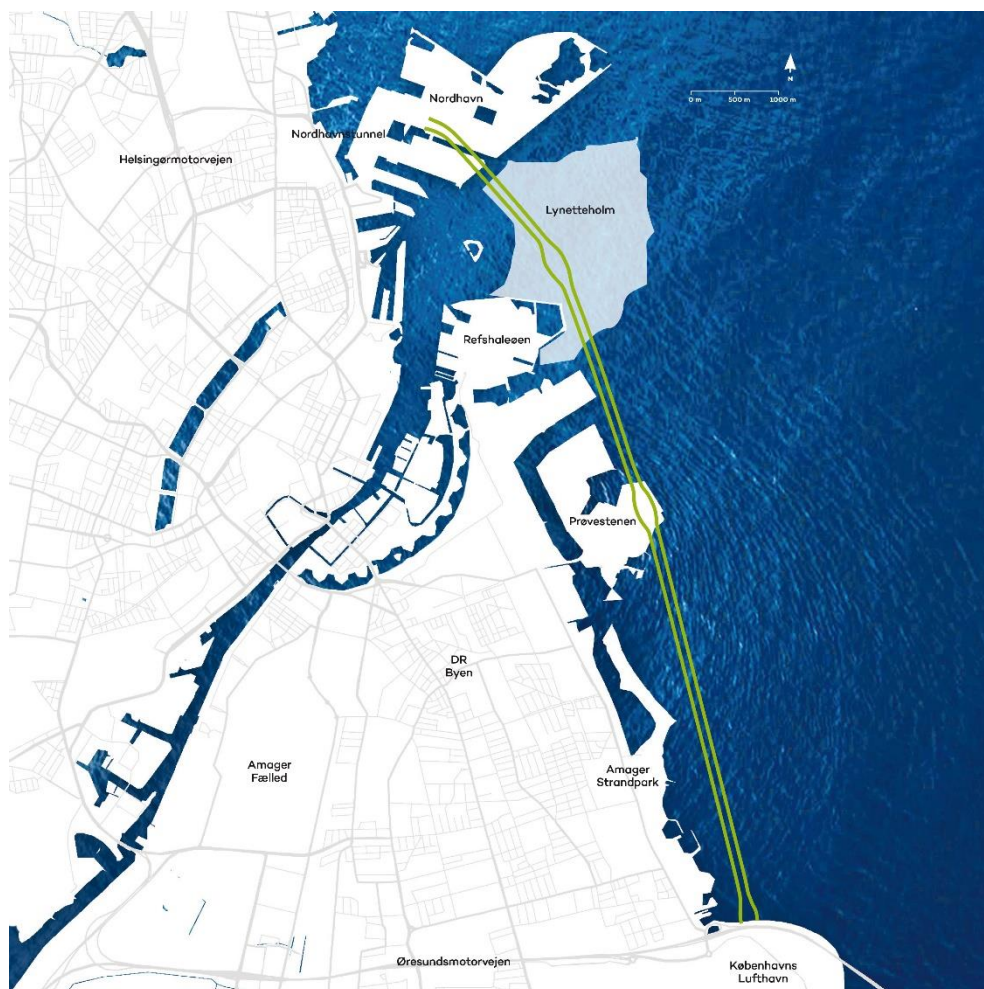 Nordhavn
N
0 m
500 m
1000 m
Nordhavnstunnel
Helsingørmotorvejen
Lynetteholm
Refshaleøen
Prøvestenen
DR
Byen
Amager
Fælled
Amager
Strandpark
Øresundsmotorvejen
Københavns
Lufthavn